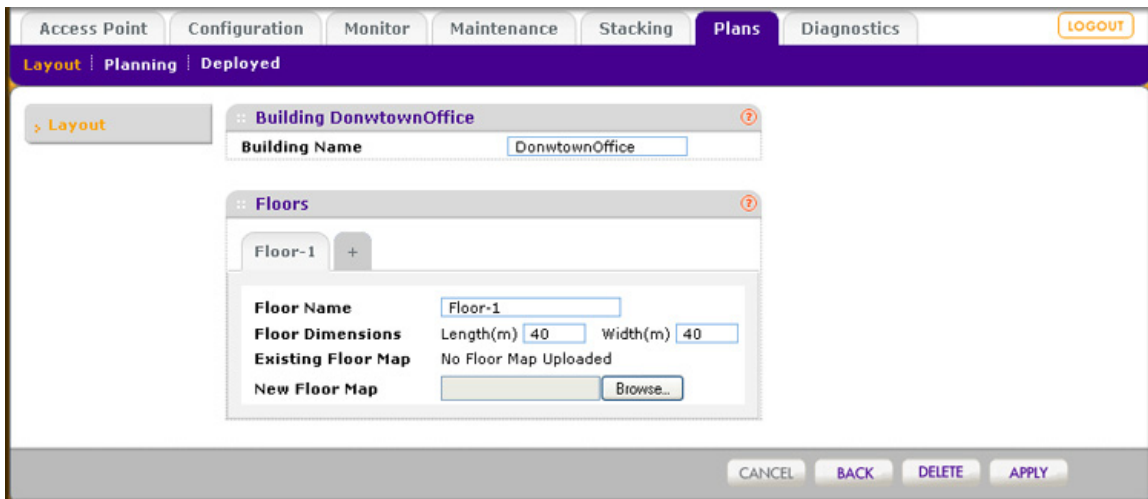 Access Point Configuration Monitor Maintenance Stacking Plans Diagnostics LOGOUT
Layout Planning Deployed
Layout
Building DonwtownOffice ?
Building Name DonwtownOffice
Floors ?
Floor-1 +
Floor Name Floor-1
Floor Dimensions Length(m) 40 Width(m) 40
Existing Floor Map No Floor Map Uploaded
New Floor Map Browse...
CANCEL BACK DELETE APPLY